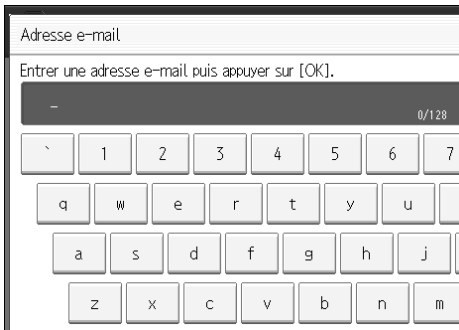 Adresse e-mail
Entrer une adresse e-mail puis appuyer sur [OK].
_
0/128
` 1 2 3 4 5 6 7
q w e r t y u
a s d f g h j
z x c v b n m